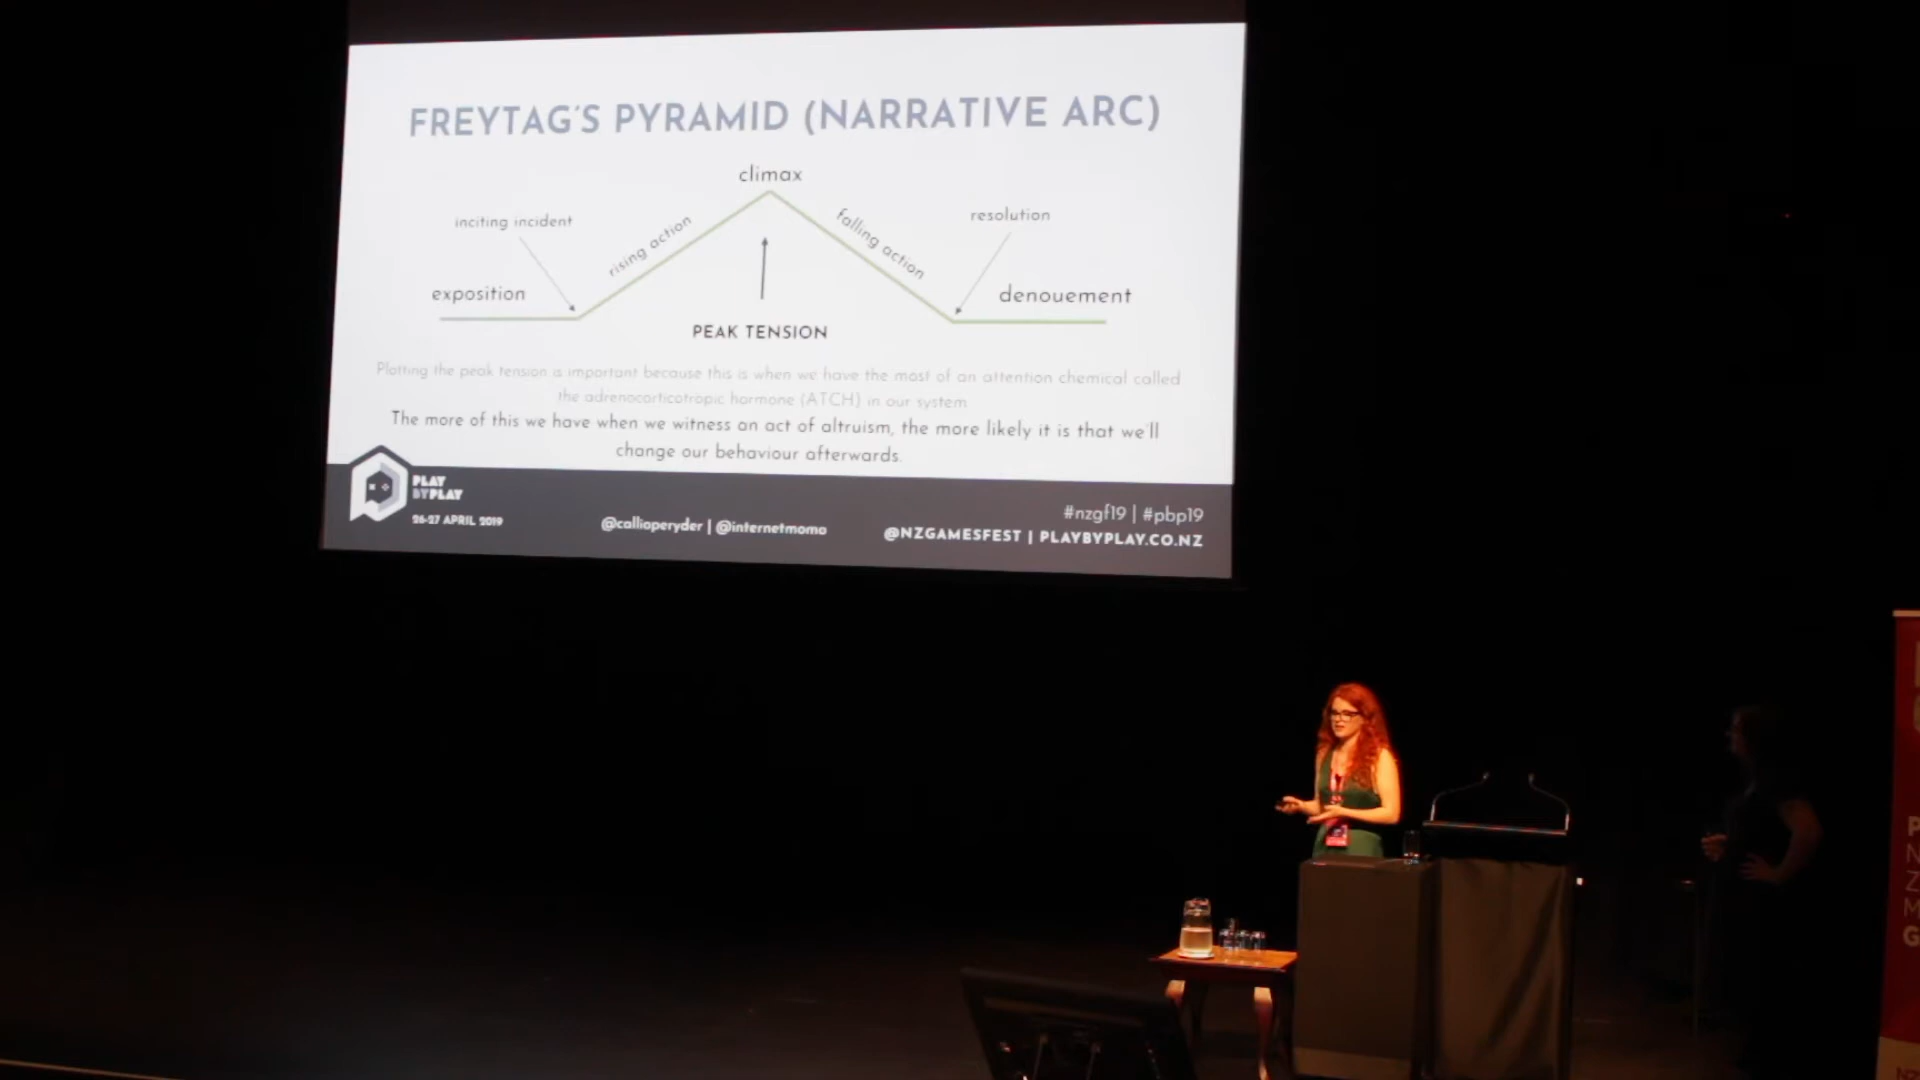 FREYTAG'S PYRAMID (NARRATIVE ARC)
climax
inciting incident
rising action
falling action
resolution
exposition
denouement
PEAK TENSION
Plotting the peak tension is important because this is when we have the most of an attention chemical called
the adrenocorticotropic hormone (ATCH) in our system
The more of this we have when we witness an act of altruism, the more likely it is that we'll
change our behaviour afterwards.
PLAY
BYPLAY
26-27 APRIL 2019
@callioperyder | @internetmomo
#nzgf19 | #pbp19
@NZGAMESFEST | PLAYBYPLAY.CO.NZ
P
N
Z
M
G